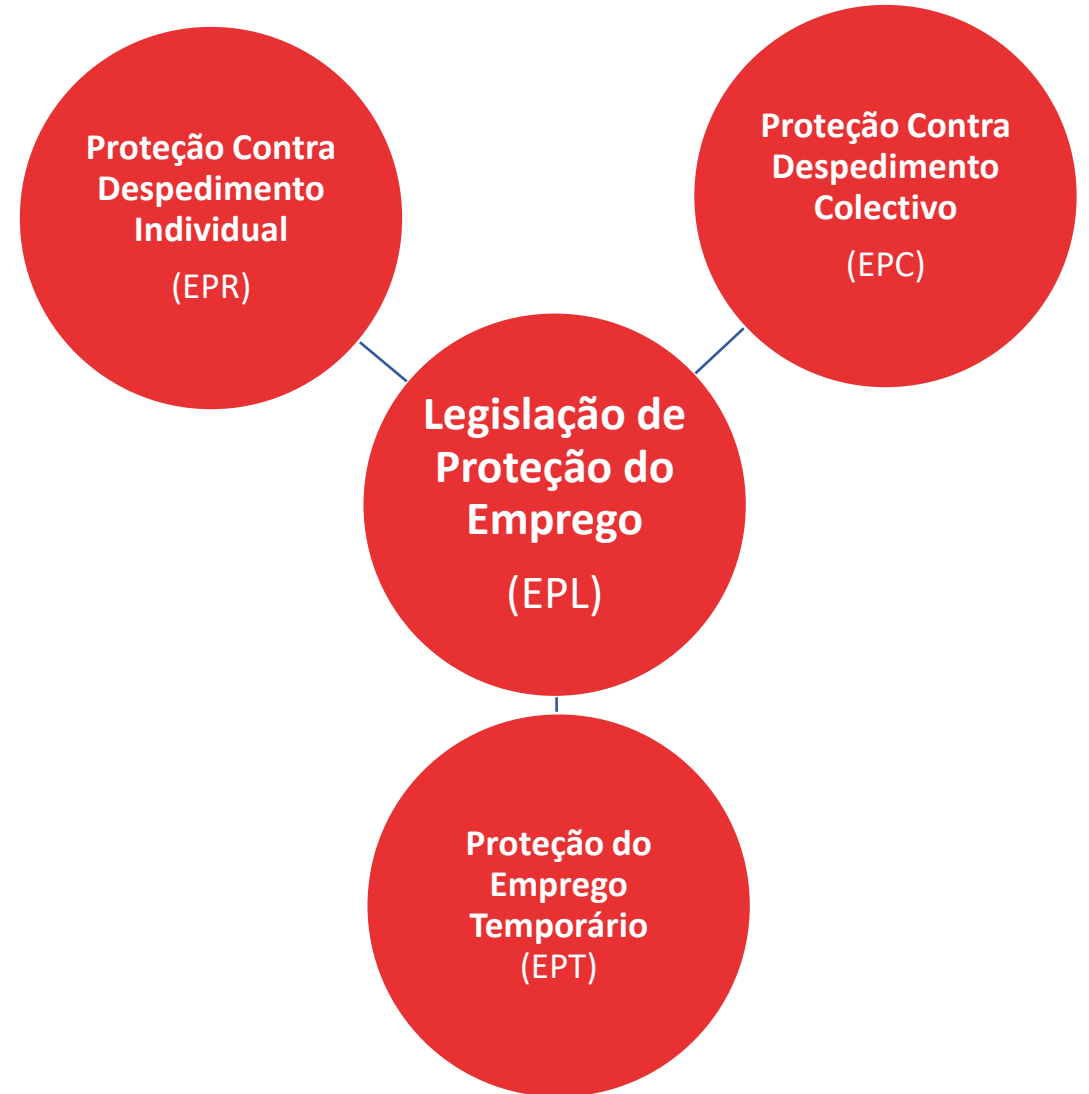 Proteção Contra
Despedimento
Individual
(EPR)
Proteção Contra
Despedimento
Colectivo
(EPC)
Legislação de
Proteção do
Emprego
(EPL)
Proteção do
Emprego
Temporário
(EPT)